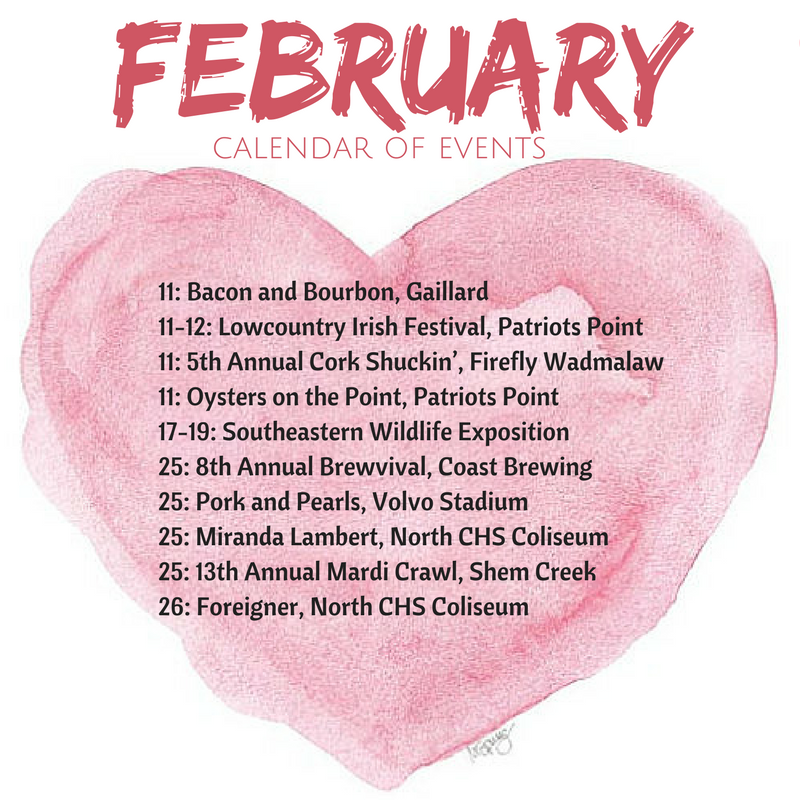 FEBRUARY
CALENDAR OF EVENTS
11: Bacon and Bourbon, Gaillard
11-12: Lowcountry Irish Festival, Patriots Point
11: 5th Annual Cork Shuckin', Firefly Wadmalaw
11: Oysters on the Point, Patriots Point
17-19: Southeastern Wildlife Exposition
25: 8th Annual Brewvival, Coast Brewing
25: Pork and Pearls, Volvo Stadium
25: Miranda Lambert, North CHS Coliseum
25: 13th Annual Mardi Crawl, Shem Creek
26: Foreigner, North CHS Coliseum